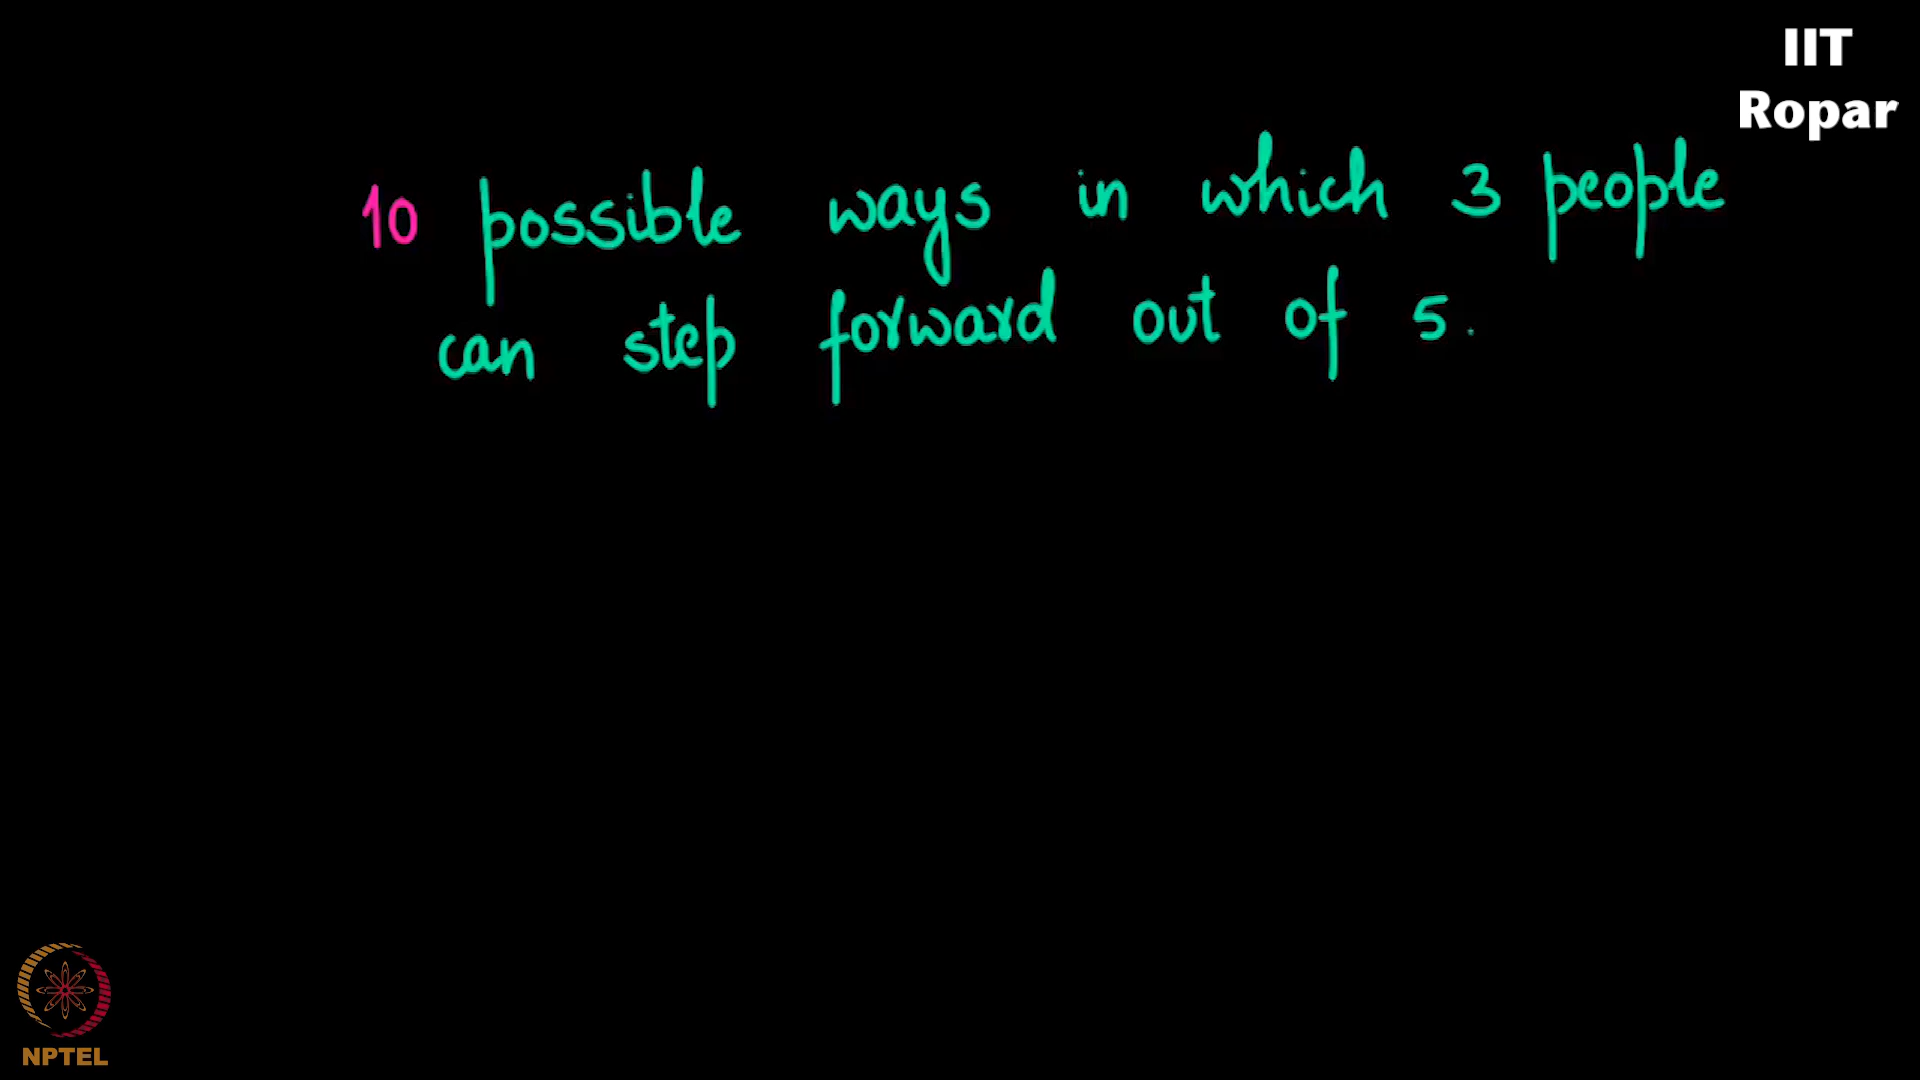 IIT
Ropar
10 possible ways in which 3 people
can step forward out of 5.
NPTEL